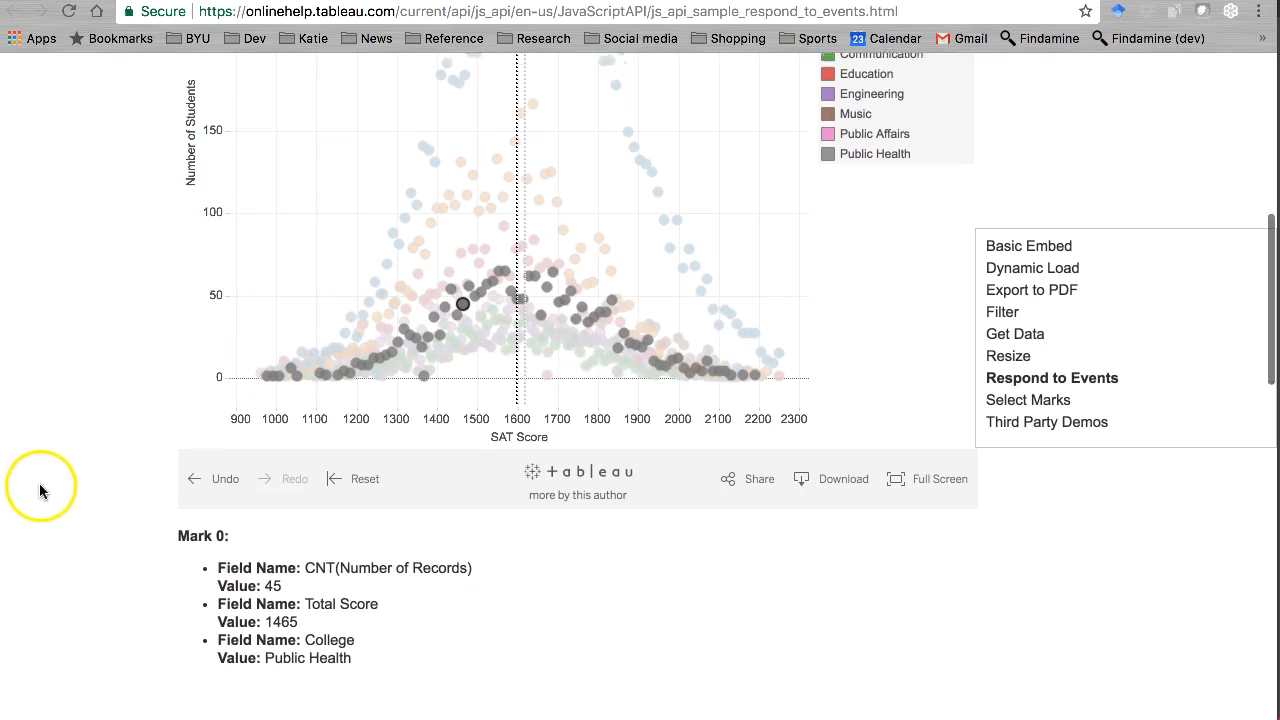 Secure
https://onlinehelp.tableau.com/current/api/js_api/en-us/JavaScriptAPI/js_api_sample_respond_to_events.html
Apps
Bookmarks
BYU
Dev
Katie
News
Reference
Research
Social media
Shopping
Sports
23
Calendar
Gmail
Findamine
Findamine (dev)
»
Number of Students
150
100
50
0
900 1000 1100 1200 1300 1400 1500 1600 1700 1800 1900 2000 2100 2200 2300
SAT Score
Communication
Education
Engineering
Music
Public Affairs
Public Health
Basic Embed
Dynamic Load
Export to PDF
Filter
Get Data
Resize
Respond to Events
Select Marks
Third Party Demos
Undo
Redo
Reset
+ a b | e a u
more by this author
Share
Download
Full Screen
Mark 0:
• Field Name: CNT(Number of Records)
Value: 45
• Field Name: Total Score
Value: 1465
• Field Name: College
Value: Public Health